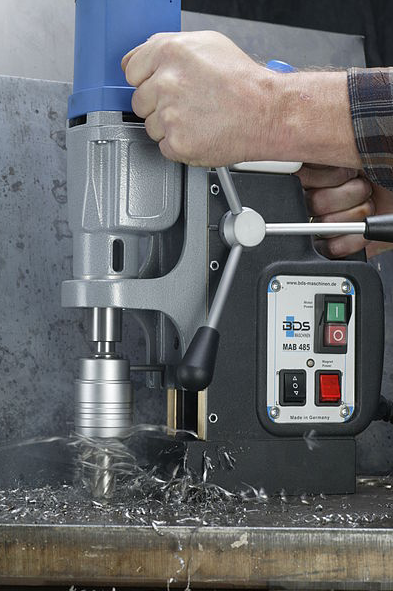 www.bds-maschinen.de
Motor
Power
I
BDS
MASCHINEN
O
MAB 485
Magnet
Power
R
Made in Germany